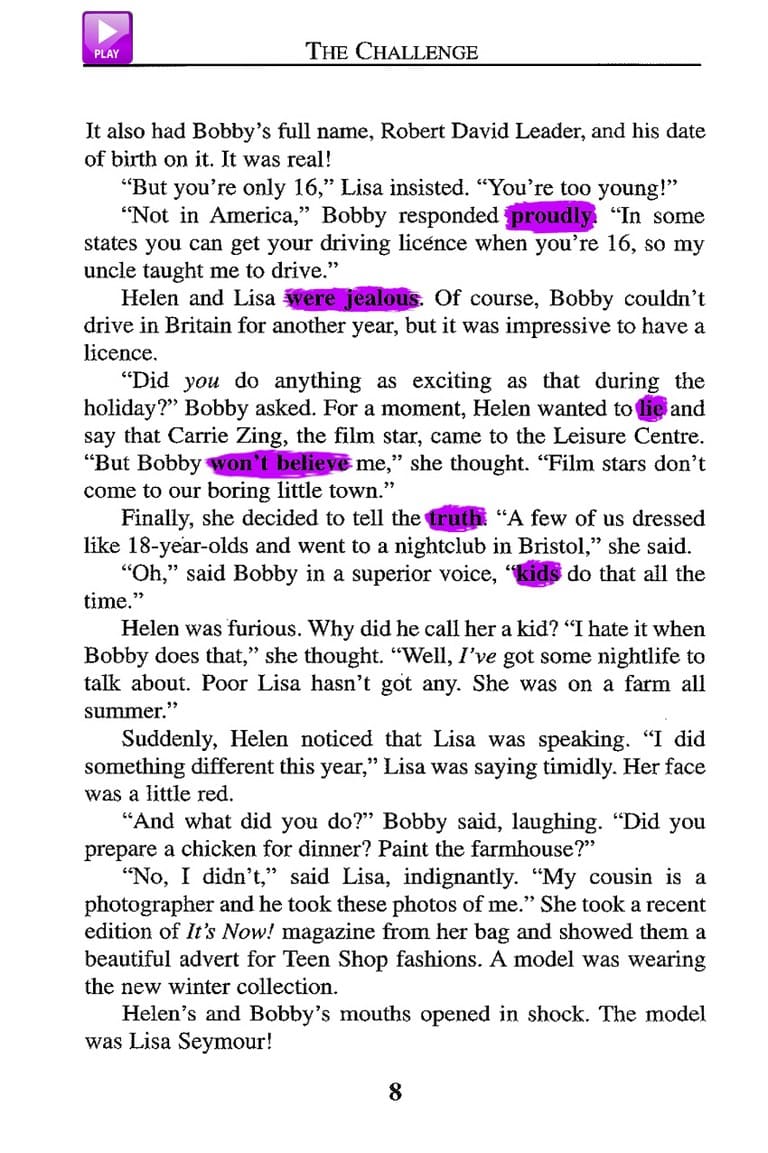 PLAY
THE CHALLENGE
It also had Bobby’s full name, Robert David Leader, and his date
of birth on it. It was real!
“But you’re only 16,” Lisa insisted. “You’re too young!”
“Not in America,” Bobby responded proudly. “In some
states you can get your driving licence when you’re 16, so my
uncle taught me to drive.”
Helen and Lisa were jealous. Of course, Bobby couldn’t
drive in Britain for another year, but it was impressive to have a
licence.
“Did you do anything as exciting as that during the
holiday?” Bobby asked. For a moment, Helen wanted to lie and
say that Carrie Zing, the film star, came to the Leisure Centre.
“But Bobby won’t believe me,” she thought. “Film stars don’t
come to our boring little town.”
Finally, she decided to tell the truth. “A few of us dressed
like 18-year-olds and went to a nightclub in Bristol,” she said.
“Oh,” said Bobby in a superior voice, “kids do that all the
time.”
Helen was furious. Why did he call her a kid? “I hate it when
Bobby does that,” she thought. “Well, I’ve got some nightlife to
talk about. Poor Lisa hasn’t got any. She was on a farm all
summer.”
Suddenly, Helen noticed that Lisa was speaking. “I did
something different this year,” Lisa was saying timidly. Her face
was a little red.
“And what did you do?” Bobby said, laughing. “Did you
prepare a chicken for dinner? Paint the farmhouse?”
“No, I didn’t,” said Lisa, indignantly. “My cousin is a
photographer and he took these photos of me.” She took a recent
edition of It’s Now! magazine from her bag and showed them a
beautiful advert for Teen Shop fashions. A model was wearing
the new winter collection.
Helen’s and Bobby’s mouths opened in shock. The model
was Lisa Seymour!
8